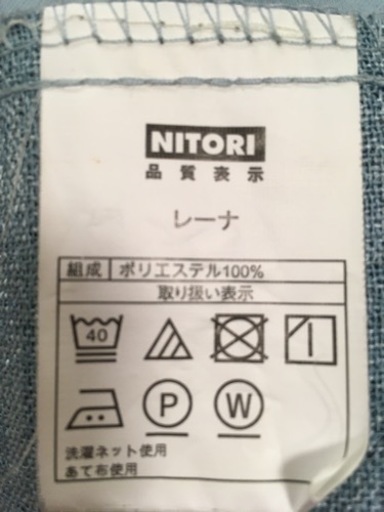 NITORI
品質表示
レーナ
組成 ポリエステル100%
取り扱い表示
40
P W
洗濯ネット使用
あて布使用